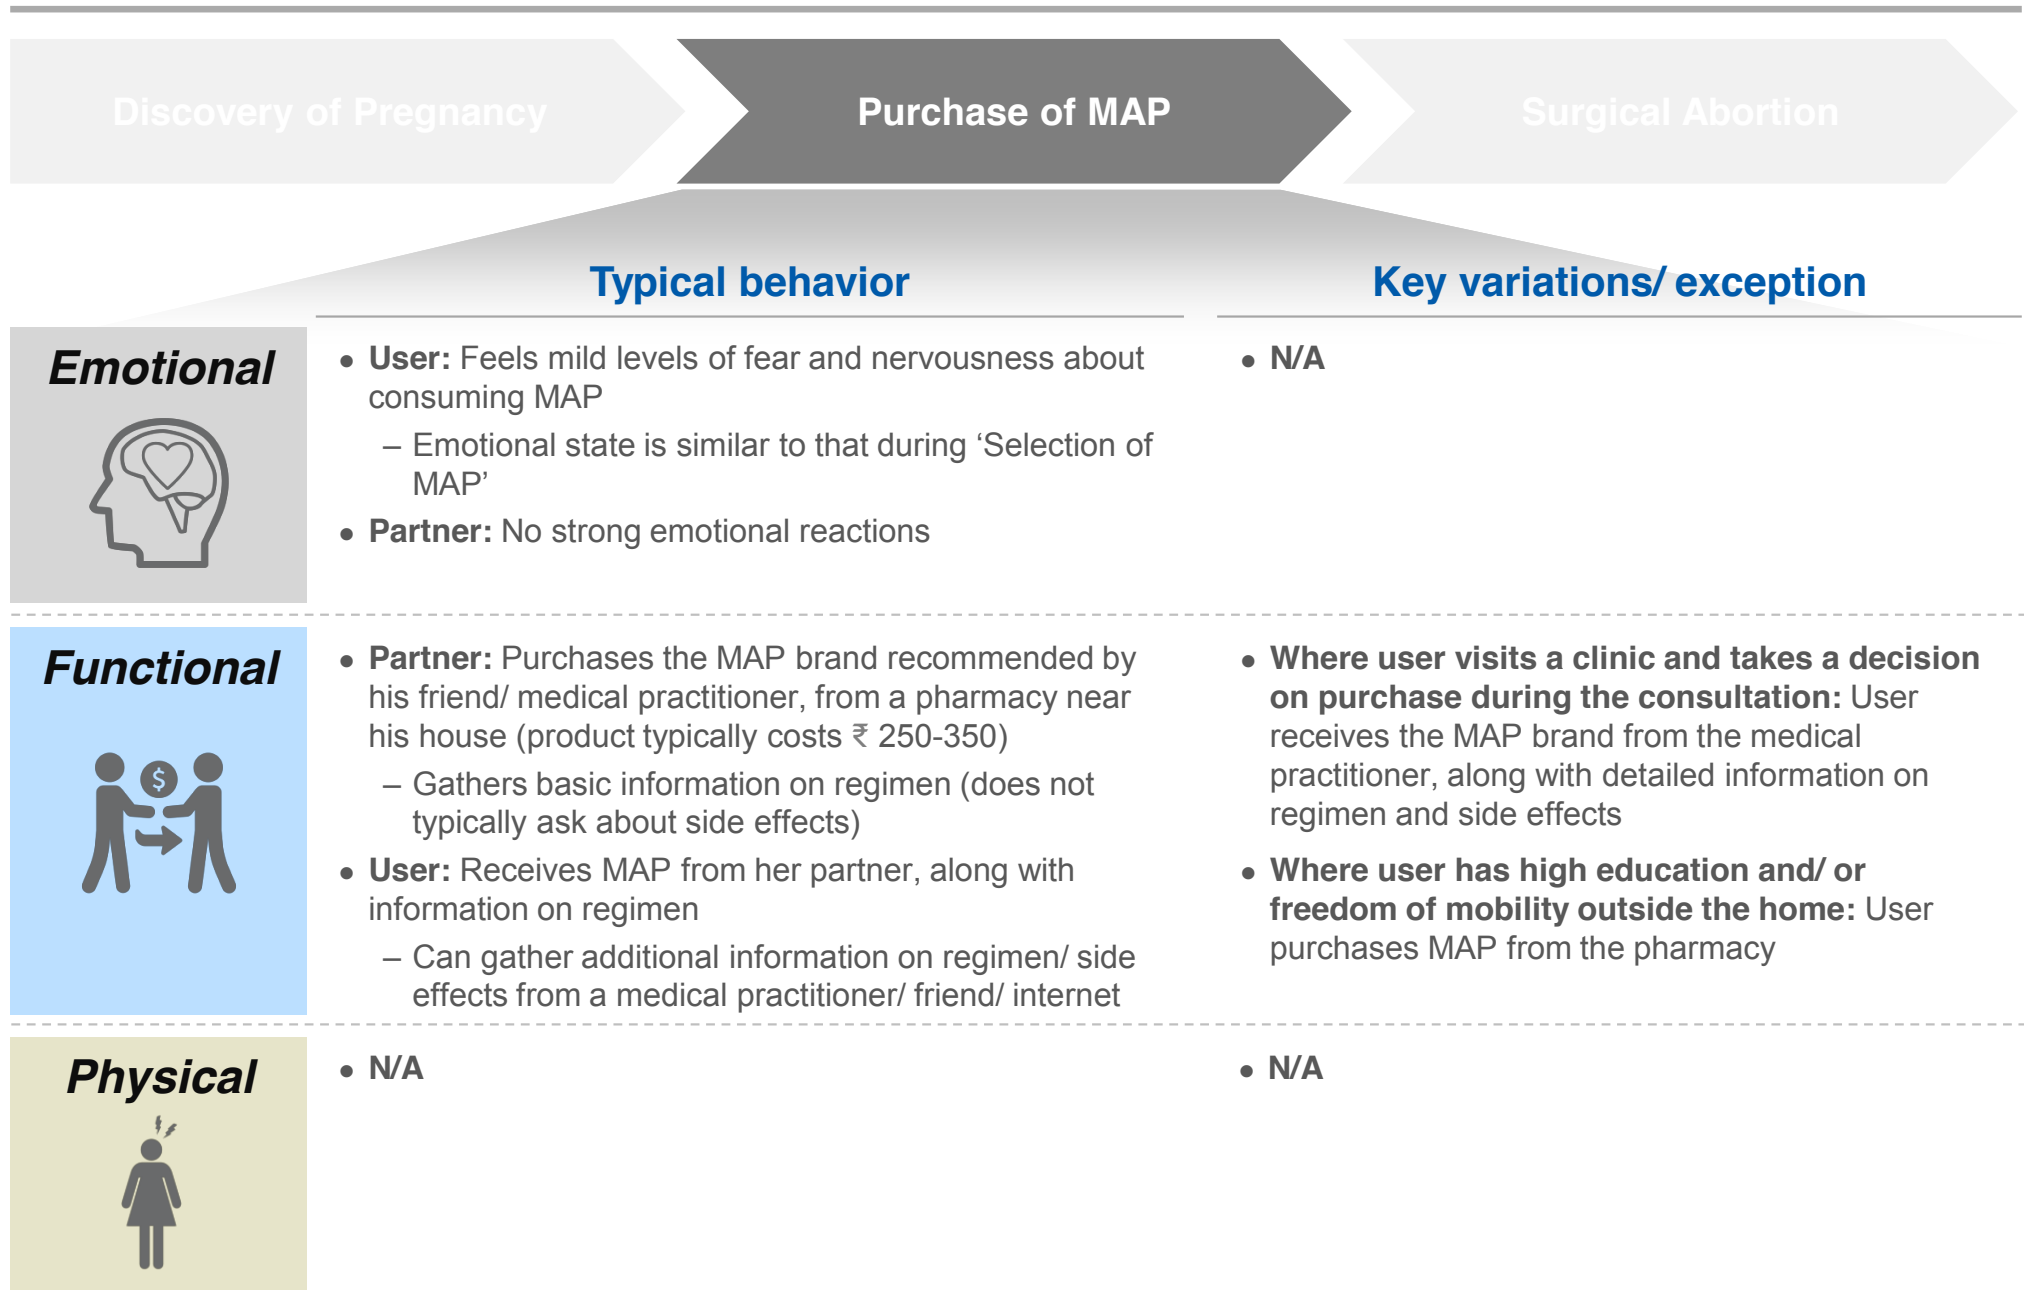 Discovery of Pregnancy
Purchase of MAP
Surgical Abortion
Typical behavior
Key variations/ exception
Emotional
● User: Feels mild levels of fear and nervousness about
consuming MAP
– Emotional state is similar to that during ‘Selection of
MAP’
● Partner: No strong emotional reactions
● N/A
Functional
$
● Partner: Purchases the MAP brand recommended by
his friend/ medical practitioner, from a pharmacy near
his house (product typically costs ₹ 250-350)
– Gathers basic information on regimen (does not
typically ask about side effects)
● User: Receives MAP from her partner, along with
information on regimen
– Can gather additional information on regimen/ side
effects from a medical practitioner/ friend/ internet
● Where user visits a clinic and takes a decision
on purchase during the consultation: User
receives the MAP brand from the medical
practitioner, along with detailed information on
regimen and side effects
● Where user has high education and/ or
freedom of mobility outside the home: User
purchases MAP from the pharmacy
Physical
● N/A
● N/A